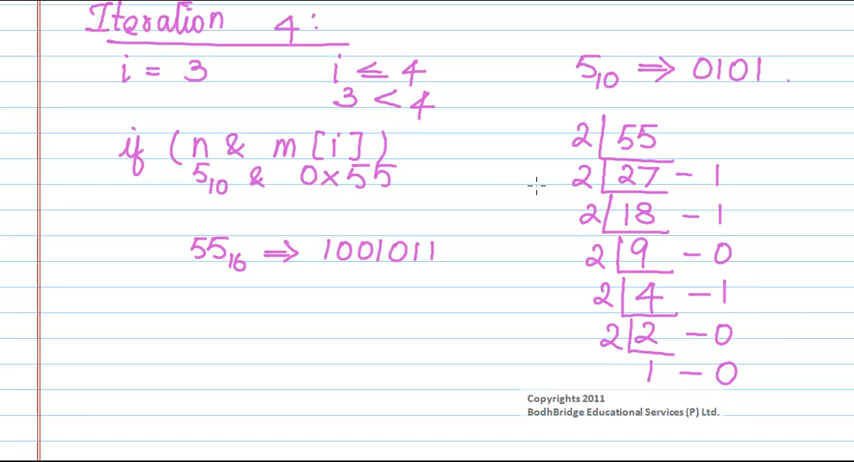 Iteration 4:
i = 3 i ≤ 4
3 < 4
if (n & m[i])
5₁₀ & 0x55
55₁₆ ⇒ 1001011
5₁₀ ⇒ 0101.
2|55
2|27 - 1
2|18 - 1
2|9 - 0
2|4 - 1
2|2 - 0
1 - 0
Copyrights 2011
BodhBridge Educational Services (P) Ltd.